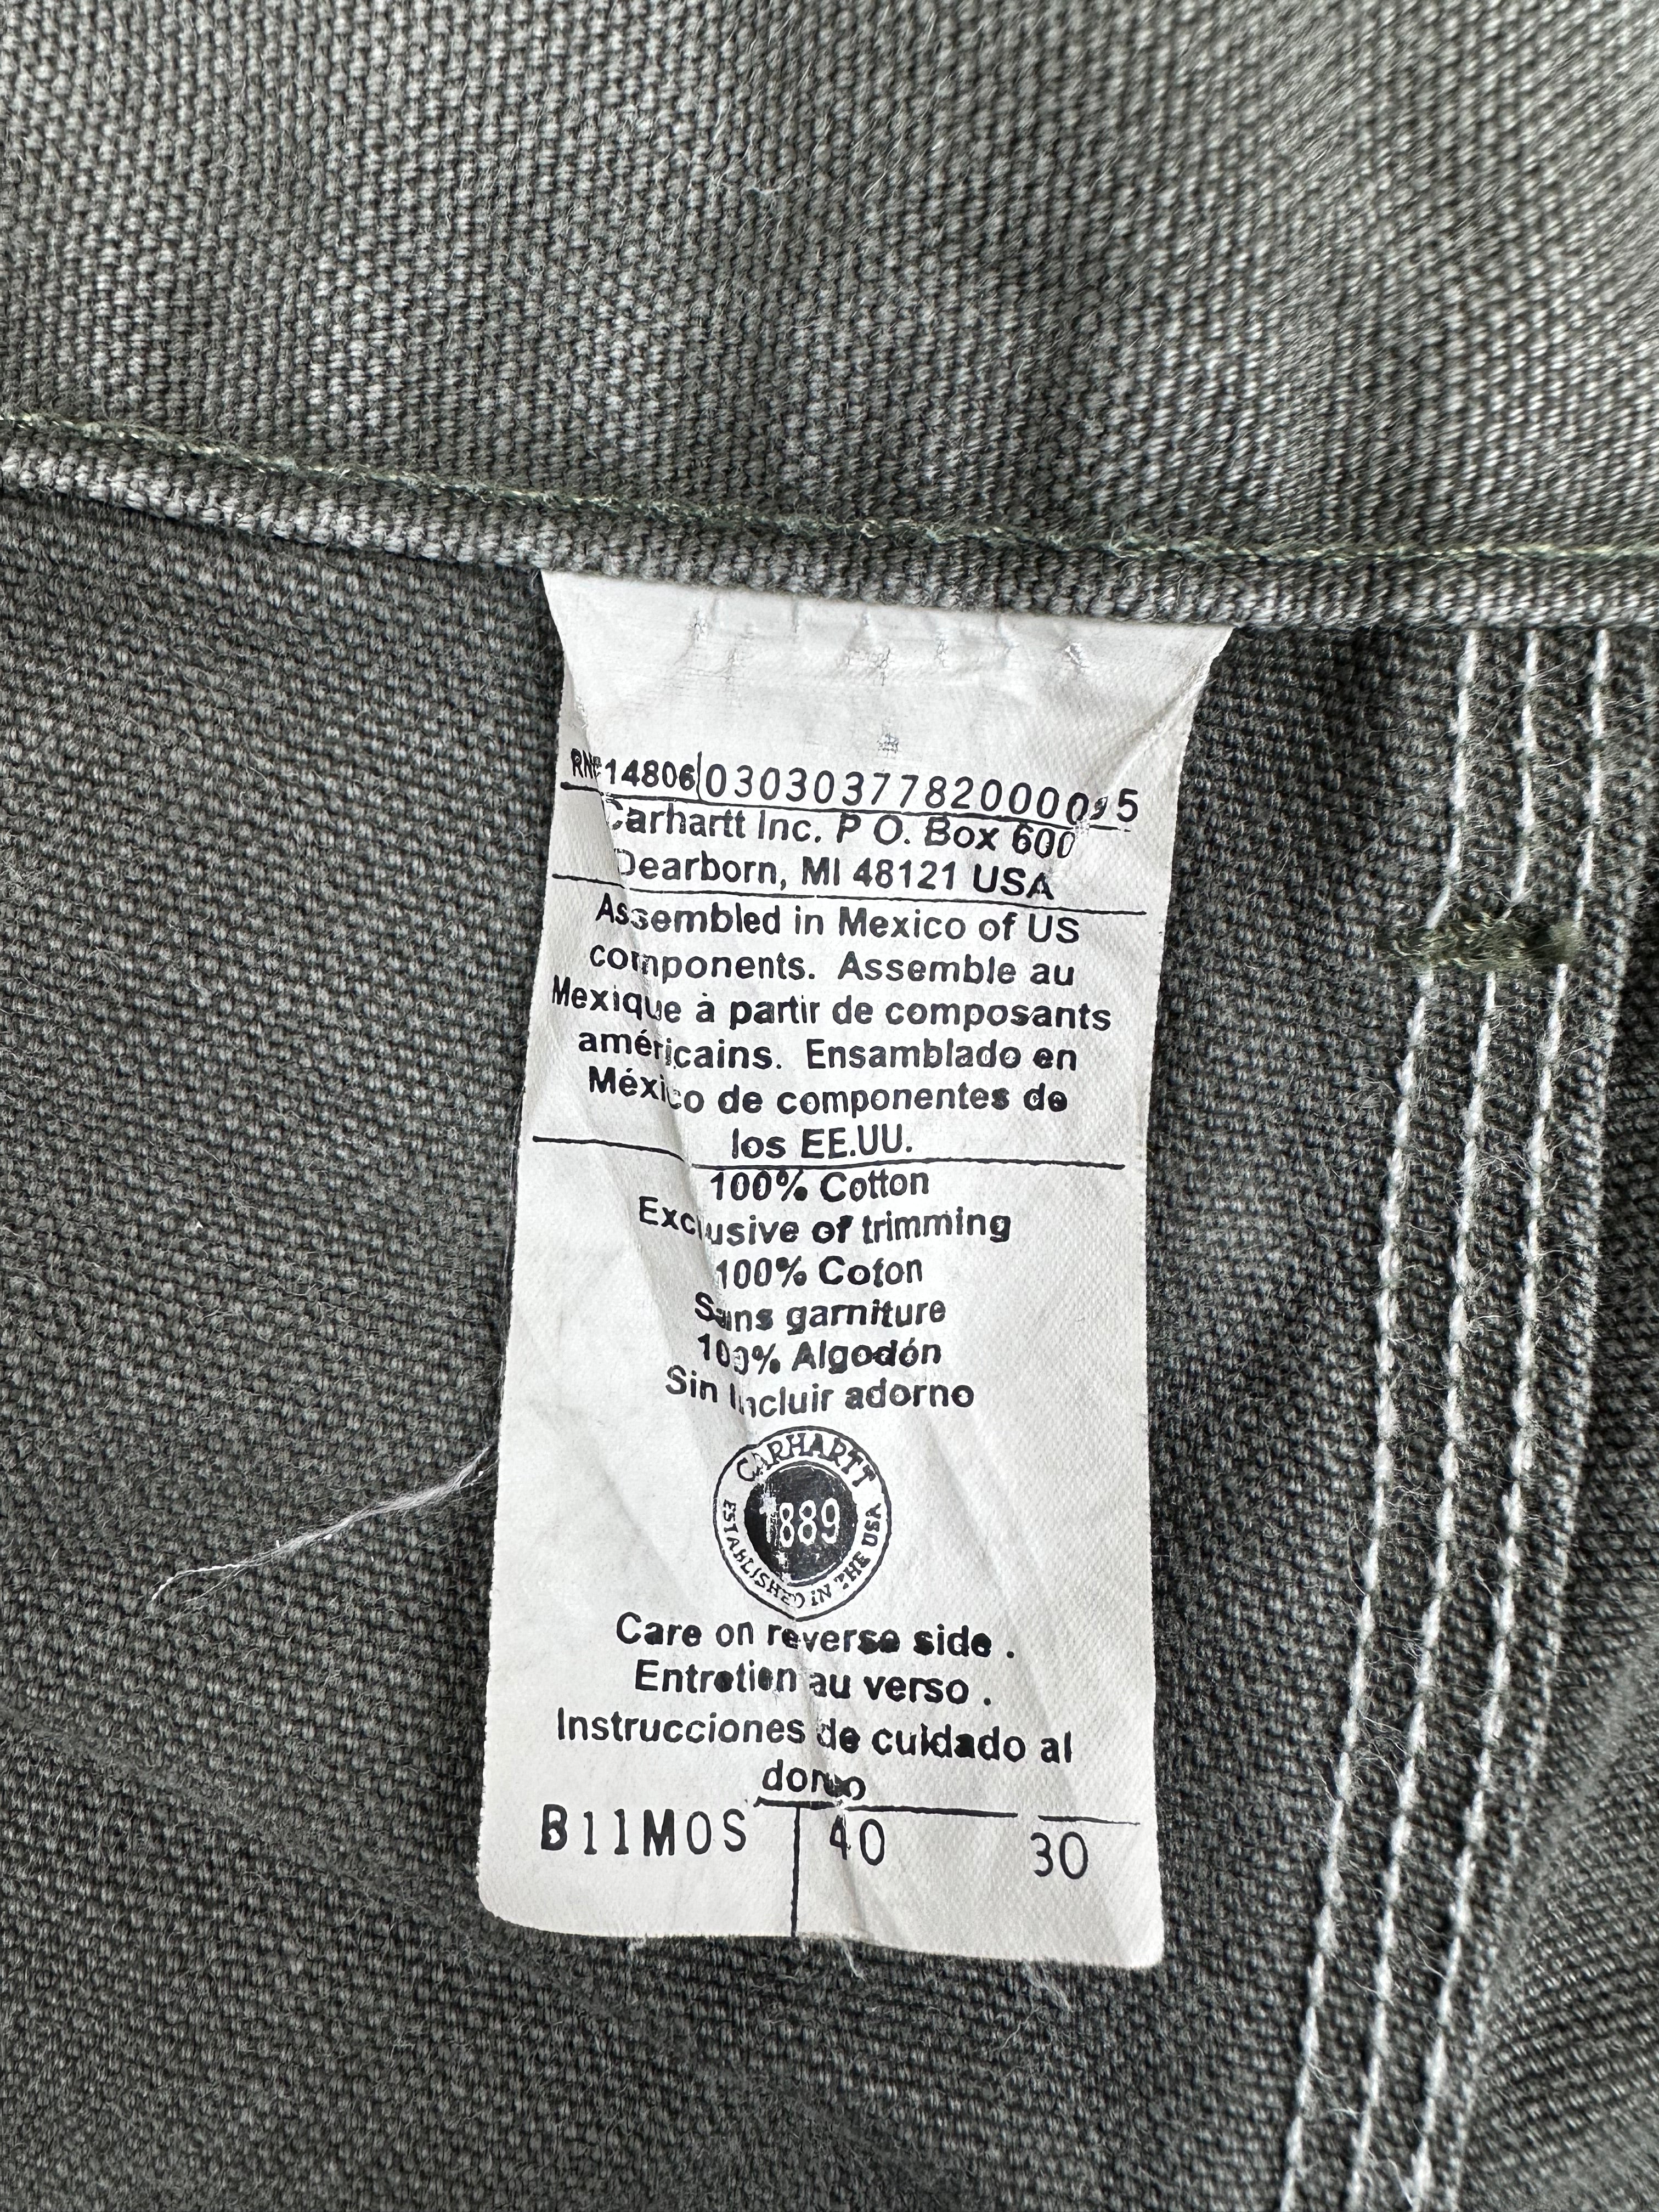 RN# 14806 03030377820000
Carhartt Inc. P O. Box 600
Dearborn, MI 48121 USA
Assembled in Mexico of US
components. Assemble au
Mexique à partir de composants
américains. Ensamblado en
México de componentes de
los EE.UU.
100% Cotton
Exclusive of trimming
100% Coton
Sans garniture
100% Algodón
Sin Incluir adorno
CARHARTT
1889
ESTABLISHED IN THE USA
Care on reverse side .
Entretien au verso .
Instrucciones de cuidado al
dorso
B11MOS 40 30